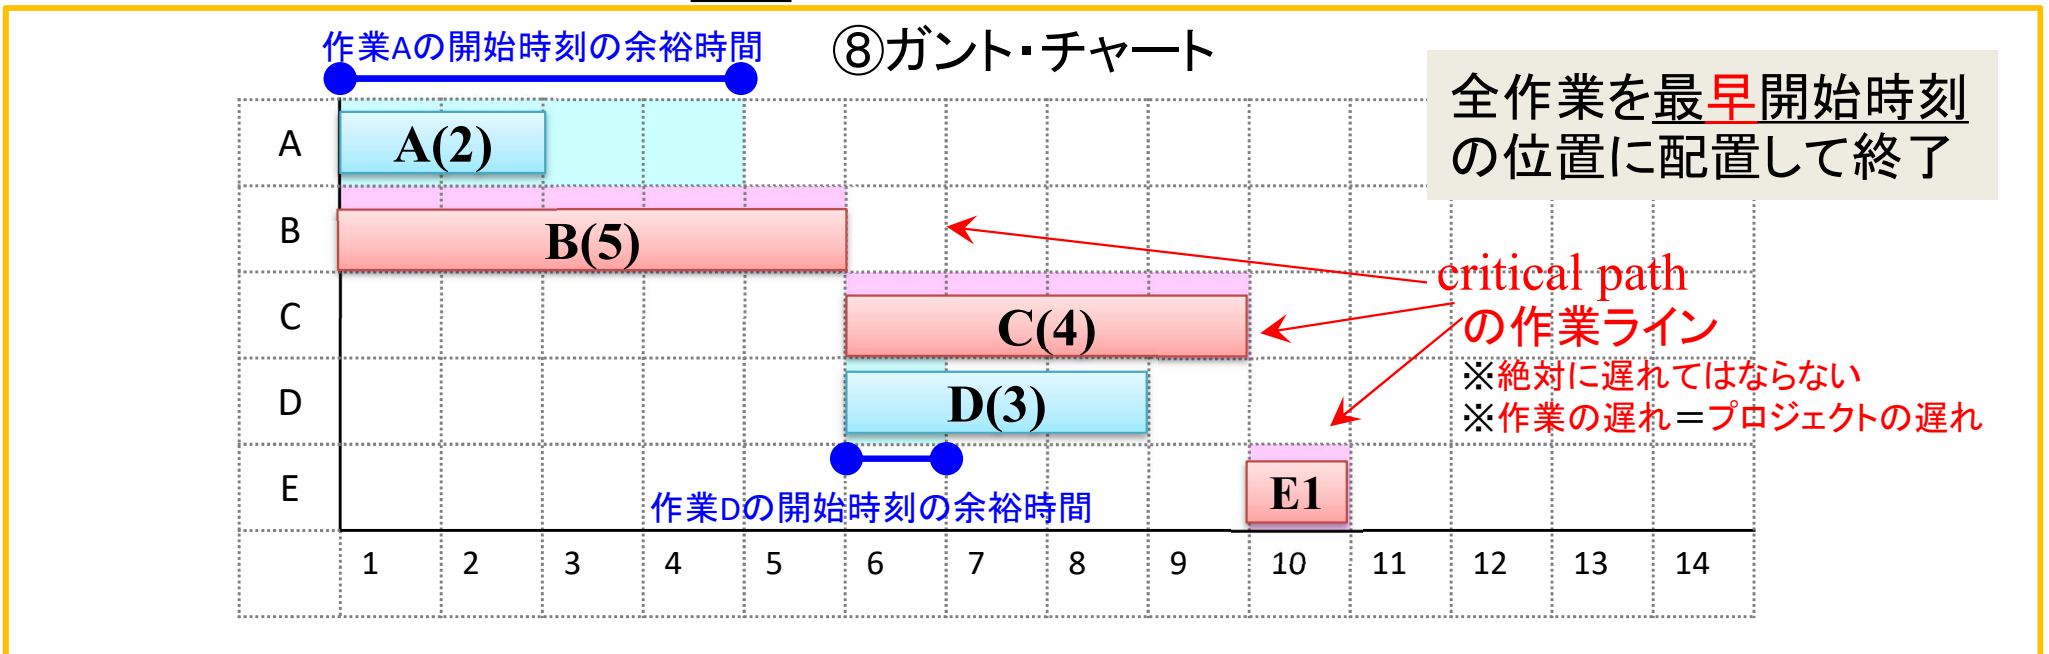 作業Aの開始時刻の余裕時間
⑧ガント・チャート
全作業を最早開始時刻
の位置に配置して終了
A
A(2)
B
B(5)
critical path
の作業ライン
※絶対に遅れてはならない
※作業の遅れ＝プロジェクトの遅れ
C
C(4)
D
D(3)
E
E1
作業Dの開始時刻の余裕時間
1 2 3 4 5 6 7 8 9 10 11 12 13 14